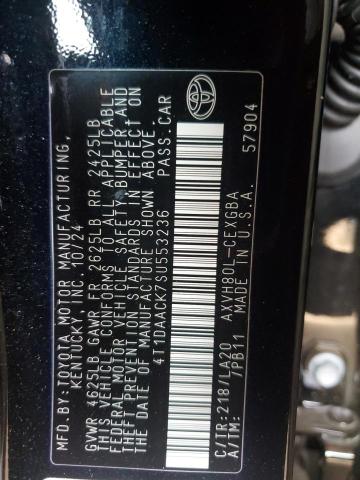 MFD.BY:TOYOTA MOTOR MANUFACTURING,
KENTUCKY, INC. 10/24
GVWR 4625LB GAWR FR 2625LB RR 2425LB
THIS VEHICLE CONFORMS TO ALL APPLICABLE
FEDERAL MOTOR VEHICLE SAFETY, BUMPER AND
THEFT PREVENTION STANDARDS IN EFFECT ON
THE DATE OF MANUFACTURE SHOWN ABOVE.
4T1DAACK7SU553236 PASS.CAR
C/TR:218/LA20 AXVH80L-CEXGBA
A/TM: /PB11 MADE IN U.S.A.
57904